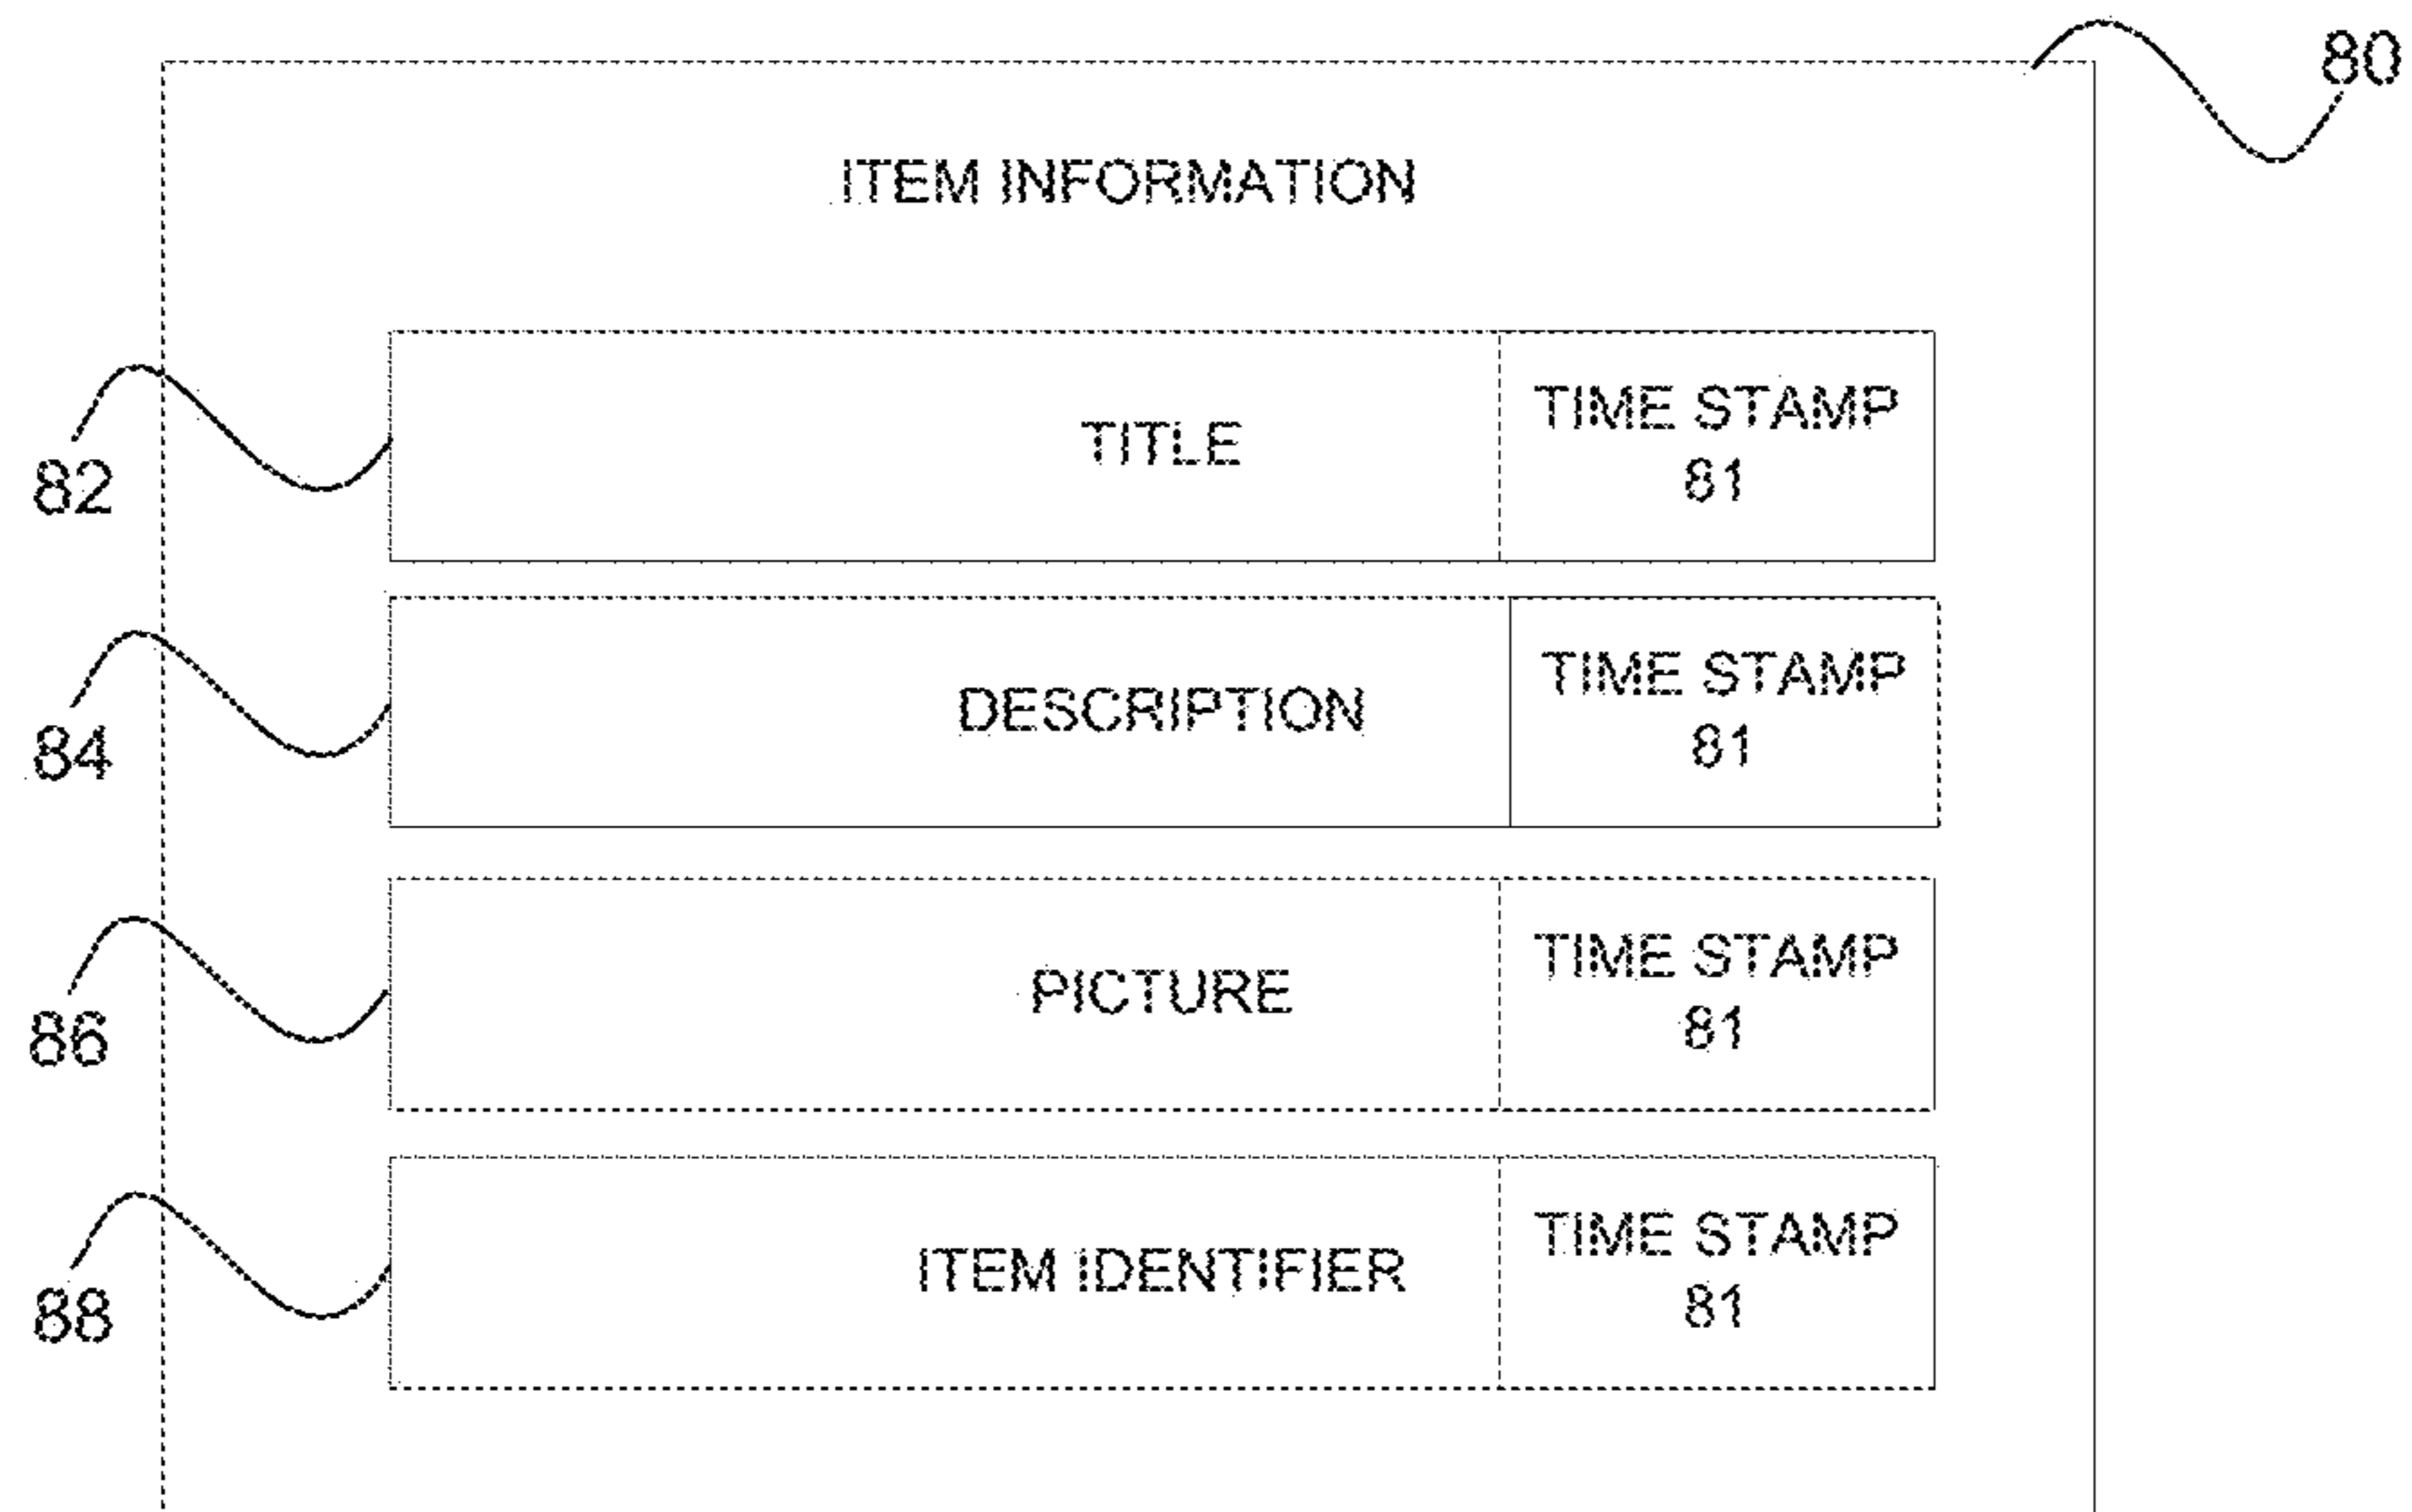 80
ITEM INFORMATION
TITLE
TIME STAMP
81
82
DESCRIPTION
TIME STAMP
81
84
PICTURE
TIME STAMP
81
86
ITEM IDENTIFIER
TIME STAMP
81
88